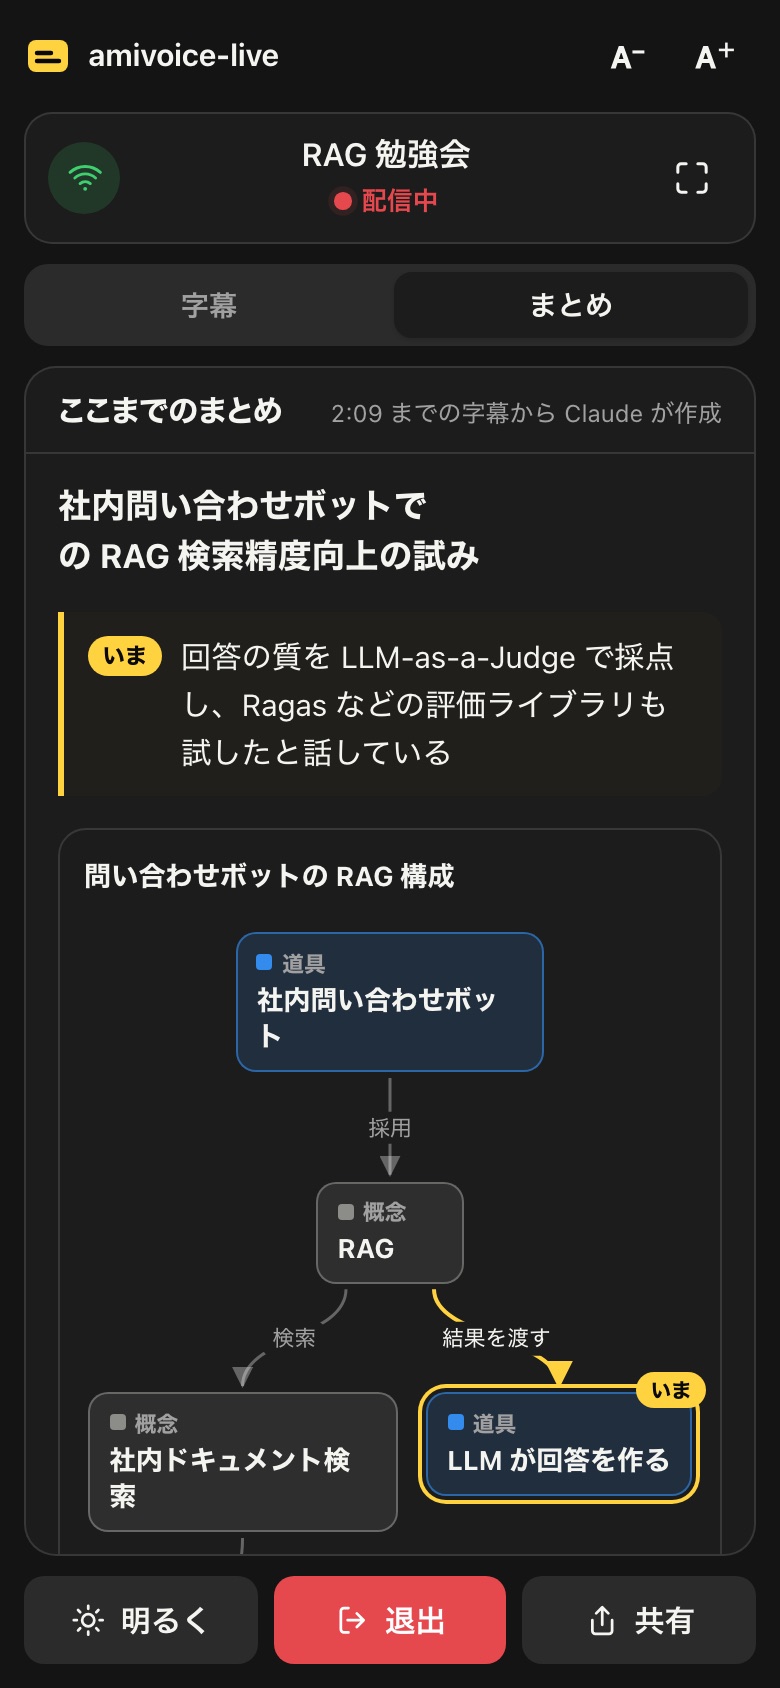 amivoice-live
A⁻ A⁺
RAG 勉強会
配信中
字幕 まとめ
ここまでのまとめ 2:09 までの字幕から Claude が作成
社内問い合わせボットで
の RAG 検索精度向上の試み
いま 回答の質を LLM-as-a-Judge で採点
し、Ragas などの評価ライブラリも
試したと話している
問い合わせボットの RAG 構成
道具
社内問い合わせボッ
ト
採用
概念
RAG
検索 結果を渡す
いま
概念 道具
社内ドキュメント検 LLM が回答を作る
索
明るく 退出 共有